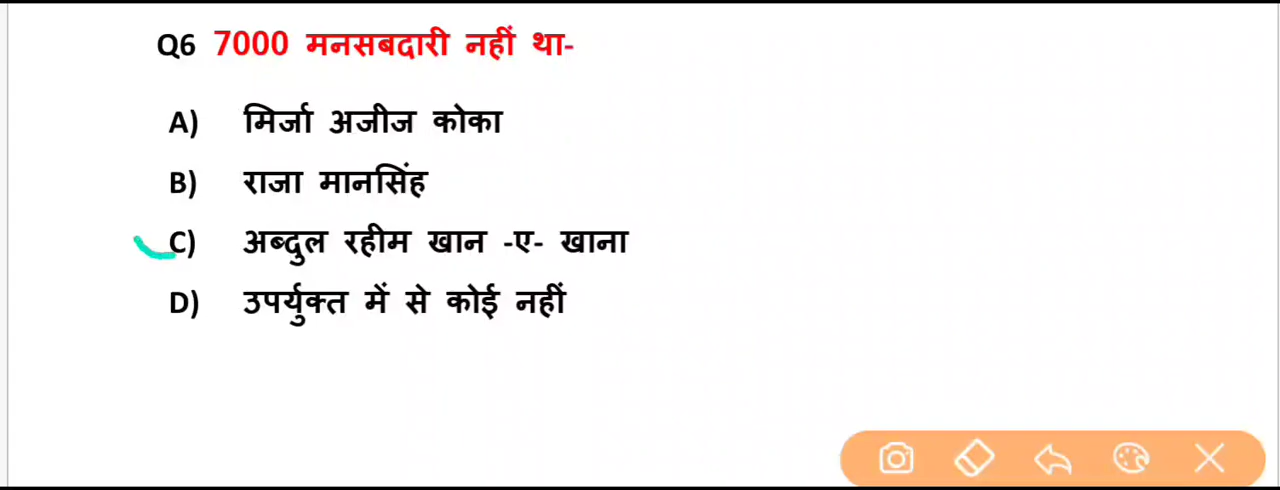 Q6 7000 मनसबदारी नहीं था-
A) मिर्जा अजीज कोका
B) राजा मानसिंह
C) अब्दुल रहीम खान -ए- खाना
D) उपर्युक्त में से कोई नहीं